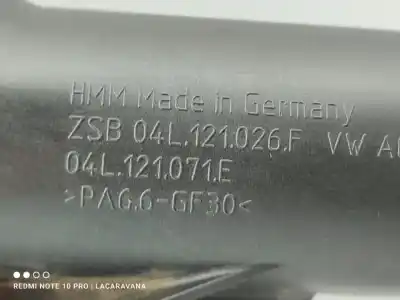 HMM Made in Germany
ZSB 04L.121.026.F VW AG
04L.121.071.E
>PA6.6-GF30<
REDMI NOTE 10 PRO | LACARAVANA